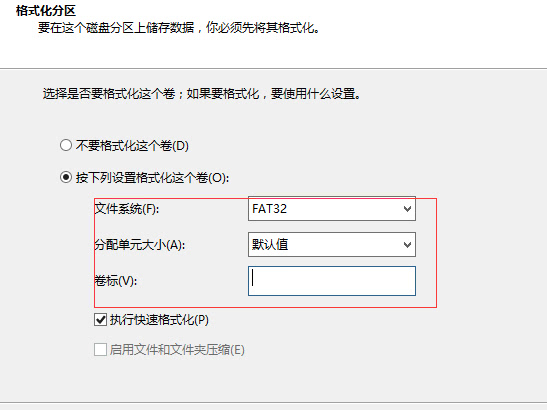 格式化分区
要在这个磁盘分区上储存数据，你必须先将其格式化。
选择是否要格式化这个卷；如果要格式化，要使用什么设置。
不要格式化这个卷(D)
按下列设置格式化这个卷(O):
文件系统(F): FAT32
分配单元大小(A): 默认值
卷标(V):
执行快速格式化(P)
启用文件和文件夹压缩(E)